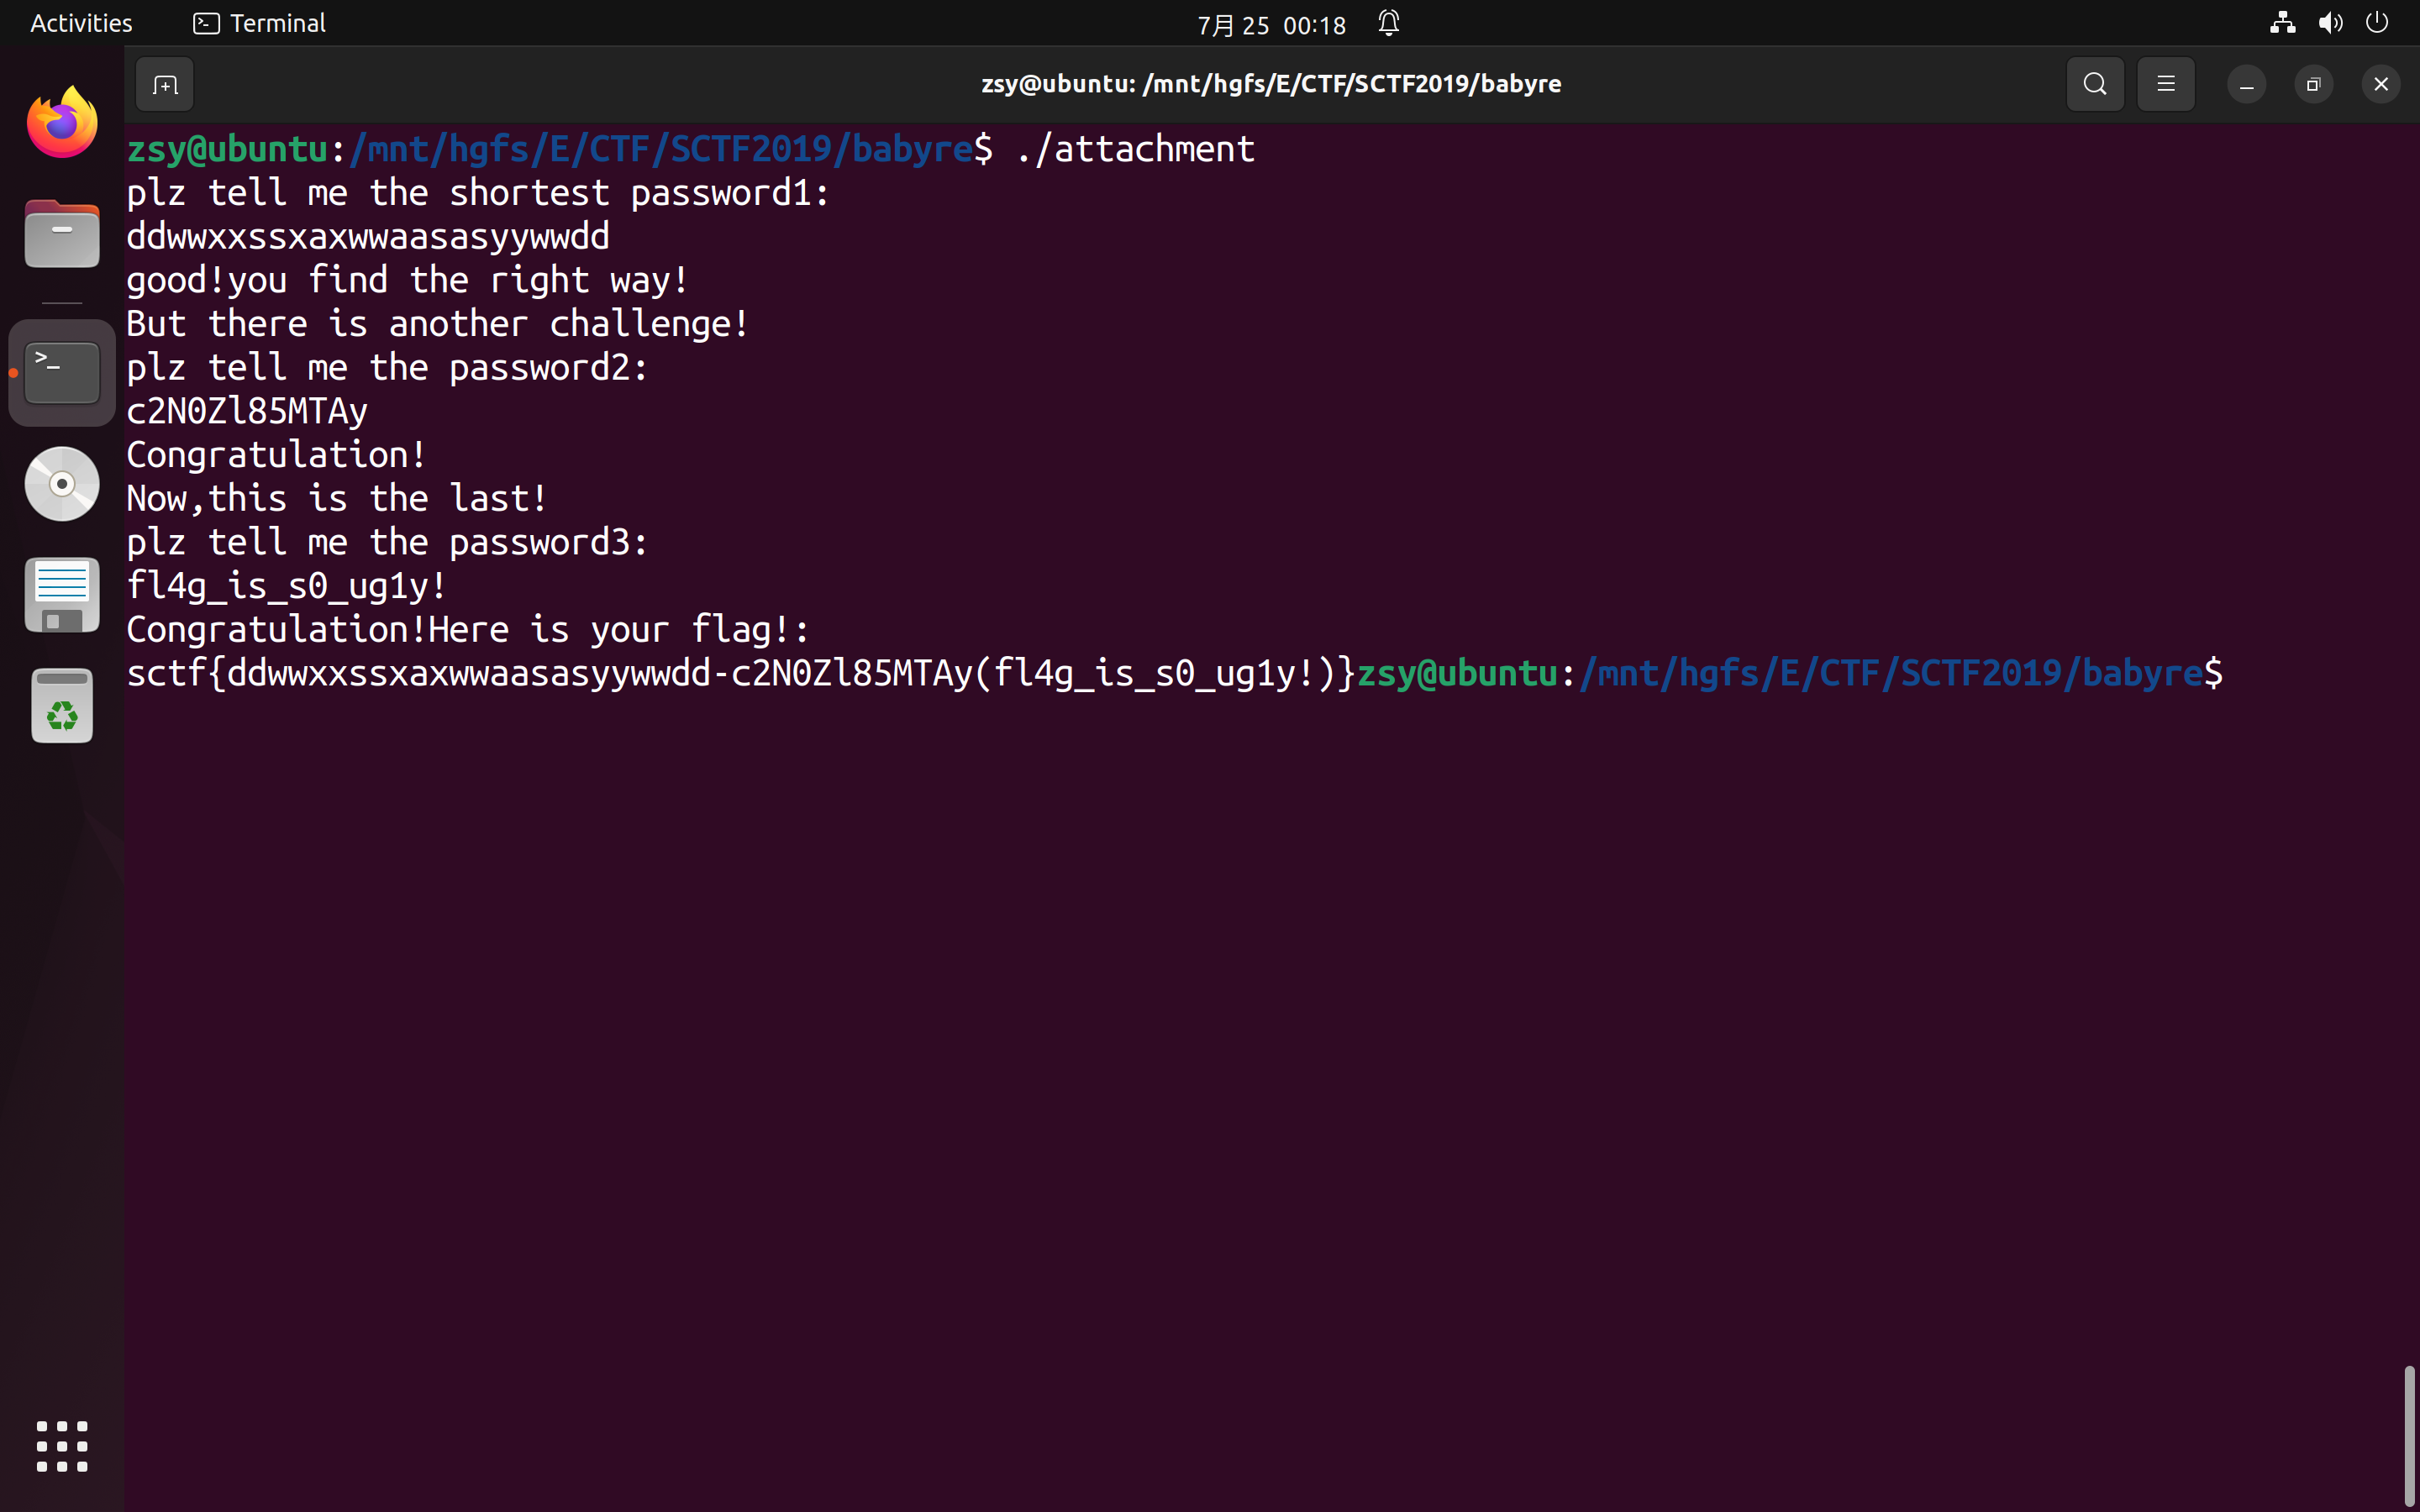 Activities Terminal 7月 25 00:18
zsy@ubuntu: /mnt/hgfs/E/CTF/SCTF2019/babyre
zsy@ubuntu:/mnt/hgfs/E/CTF/SCTF2019/babyre$ ./attachment
plz tell me the shortest password1:
ddwwxxssxaxwwaasasyywwdd
good!you find the right way!
But there is another challenge!
plz tell me the password2:
c2N0Zl85MTAy
Congratulation!
Now,this is the last!
plz tell me the password3:
fl4g_is_s0_ug1y!
Congratulation!Here is your flag!:
sctf{ddwwxxssxaxwwaasasyywwdd-c2N0Zl85MTAy(fl4g_is_s0_ug1y!)}zsy@ubuntu:/mnt/hgfs/E/CTF/SCTF2019/babyre$